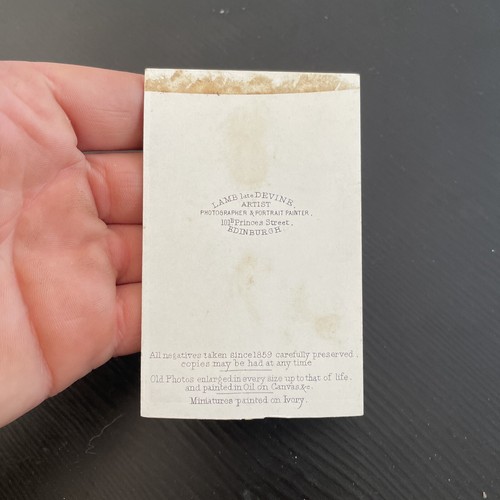 LAMB late DEVINE.
ARTIST
PHOTOGRAPHER & PORTRAIT PAINTER.
101b Princes Street.
EDINBURGH.
All negatives taken since 1859 carefully preserved.
copies may be had at any time
Old Photos enlarged in every size up to that of life.
and painted in Oil on Canvas &c.
Miniatures painted on Ivory.